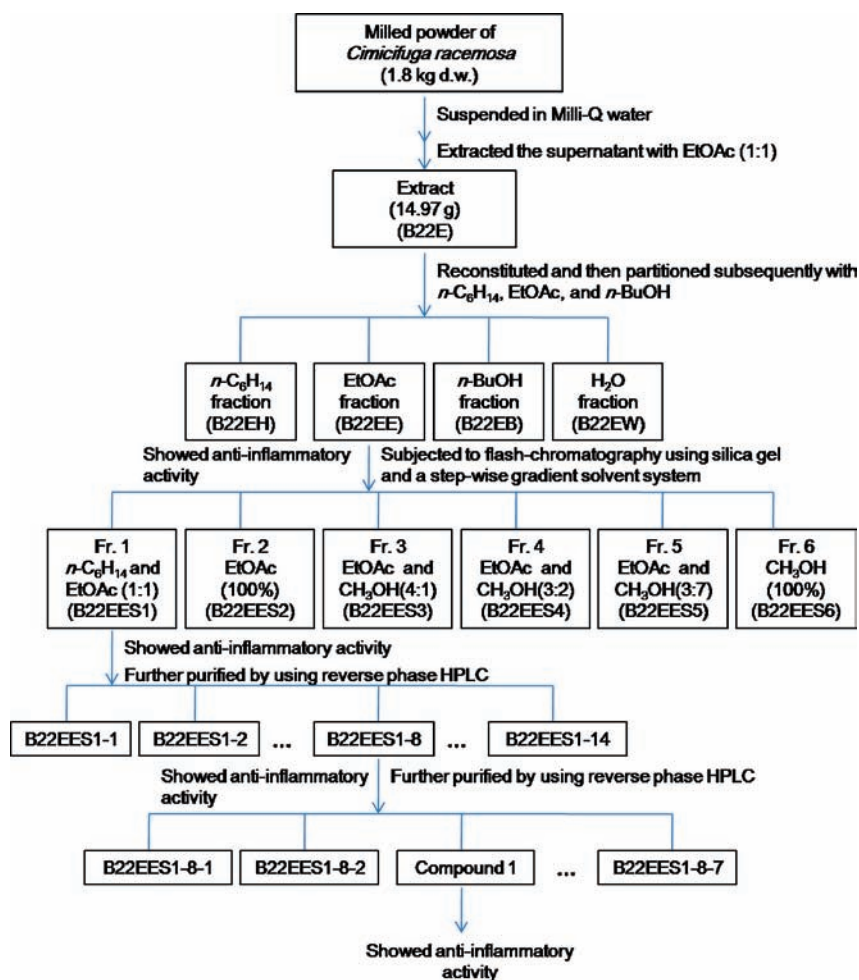 Milled powder of
Cimicifuga racemosa
(1.8 kg d.w.)
Suspended in Milli-Q water
Extracted the supernatant with EtOAc (1:1)
Extract
(14.97 g)
(B22E)
Reconstituted and then partitioned subsequently with
n-C₆H₁₄, EtOAc, and n-BuOH
n-C₆H₁₄
fraction
(B22EH)
EtOAc
fraction
(B22EE)
n-BuOH
fraction
(B22EB)
H₂O
fraction
(B22EW)
Showed anti-inflammatory
activity
Subjected to flash-chromatography using silica gel
and a step-wise gradient solvent system
Fr. 1
n-C₆H₁₄ and
EtOAc (1:1)
(B22EES1)
Fr. 2
EtOAc
(100%)
(B22EES2)
Fr. 3
EtOAc and
CH₃OH(4:1)
(B22EES3)
Fr. 4
EtOAc and
CH₃OH(3:2)
(B22EES4)
Fr. 5
EtOAc and
CH₃OH(3:7)
(B22EES5)
Fr. 6
CH₃OH
(100%)
(B22EES6)
Showed anti-inflammatory activity
Further purified by using reverse phase HPLC
B22EES1-1
B22EES1-2
...
B22EES1-8
...
B22EES1-14
Showed anti-inflammatory
activity
Further purified by using reverse phase HPLC
B22EES1-8-1
B22EES1-8-2
Compound 1
...
B22EES1-8-7
Showed anti-inflammatory
activity